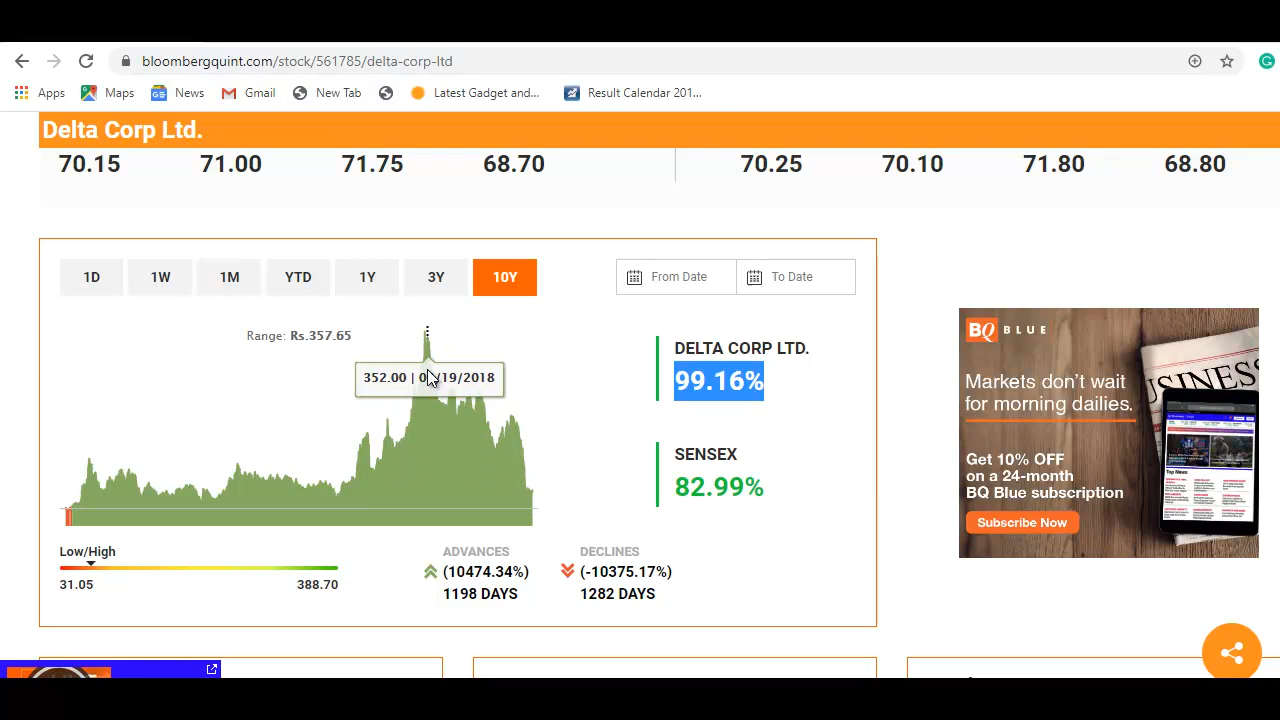 bloombergquint.com/stock/561785/delta-corp-ltd
Apps Maps News Gmail New Tab Latest Gadget and... Result Calendar 201...
Delta Corp Ltd.
70.15 71.00 71.75 68.70 70.25 70.10 71.80 68.80
1D 1W 1M YTD 1Y 3Y 10Y From Date To Date
Range: Rs.357.65
352.00 | /19/2018
DELTA CORP LTD.
99.16%
SENSEX
82.99%
Low/High
31.05 388.70
ADVANCES
(10474.34%)
1198 DAYS
DECLINES
(-10375.17%)
1282 DAYS
BQ BLUE
Markets don't wait
for morning dailies.
Get 10% OFF
on a 24-month
BQ Blue subscription
Subscribe Now
BUSINESS
Top News